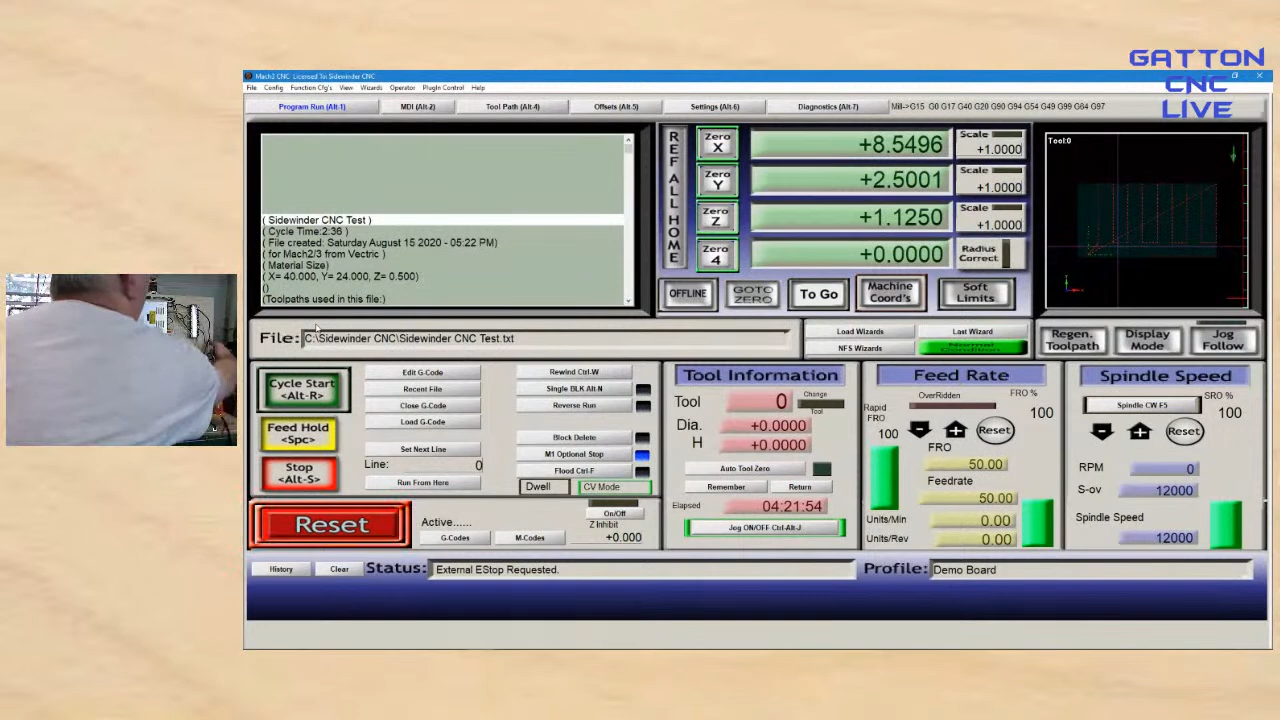 GATTON
CNC
LIVE
Mach3 CNC Licensed To: Sidewinder CNC
File Config Function Cfg's View Wizards Operator PlugIn Control Help
Program Run (Alt-1) MDI (Alt-2) Tool Path (Alt-4) Offsets (Alt-5) Settings (Alt-6) Diagnostics (Alt-7) Mill->G15 G0 G17 G40 G20 G90 G94 G54 G49 G99 G64 G97
( Sidewinder CNC Test )
( Cycle Time:2:36 )
( File created: Saturday August 15 2020 - 05:22 PM)
( for Mach2/3 from Vectric )
( Material Size)
( X= 40.000, Y= 24.000, Z= 0.500)
()
(Toolpaths used in this file:)
REF ALL HOME
Zero X +8.5496 Scale +1.0000
Zero Y +2.5001 Scale +1.0000
Zero Z +1.1250 Scale +1.0000
Zero 4 +0.0000 Radius Correct
OFFLINE GOTO ZERO To Go Machine Coord's Soft Limits
Tool:0
File: C:\Sidewinder CNC\Sidewinder CNC Test.txt
Load Wizards Last Wizard
NFS Wizards Normal Condition
Regen. Toolpath Display Mode Jog Follow
Cycle Start <Alt-R>
Feed Hold <Spc>
Stop <Alt-S>
Edit G-Code
Recent File
Close G-Code
Load G-Code
Set Next Line
Line: 0
Run From Here
Rewind Ctrl-W
Single BLK Alt-N
Reverse Run
Block Delete
M1 Optional Stop
Flood Ctrl-F
Dwell CV Mode
Reset
Active......
G-Codes M-Codes
On/Off
Z Inhibit
+0.000
Tool Information
Tool 0 Change Tool
Dia. +0.0000
H +0.0000
Auto Tool Zero
Remember Return
Elapsed 04:21:54
Jog ON/OFF Ctrl-Alt-J
Feed Rate
OverRidden FRO %
Rapid FRO 100 Reset 100
FRO 50.00
Feedrate 50.00
Units/Min 0.00
Units/Rev 0.00
Spindle Speed
Spindle CW F5 SRO %
Reset 100
RPM 0
S-ov 12000
Spindle Speed 12000
History Clear Status: External EStop Requested. Profile: Demo Board